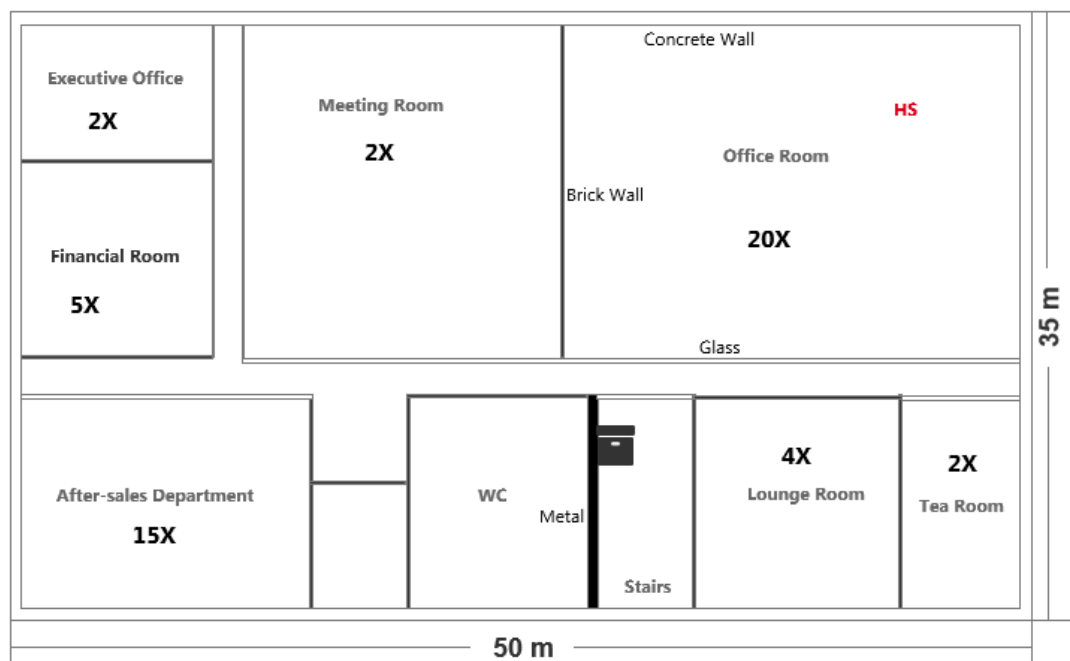 Concrete Wall
Executive Office
2X
Meeting Room
2X
HS
Office Room
Brick Wall
20X
Financial Room
5X
Glass
35 m
4X
2X
After-sales Department
WC
Lounge Room
Tea Room
15X
Metal
Stairs
50 m